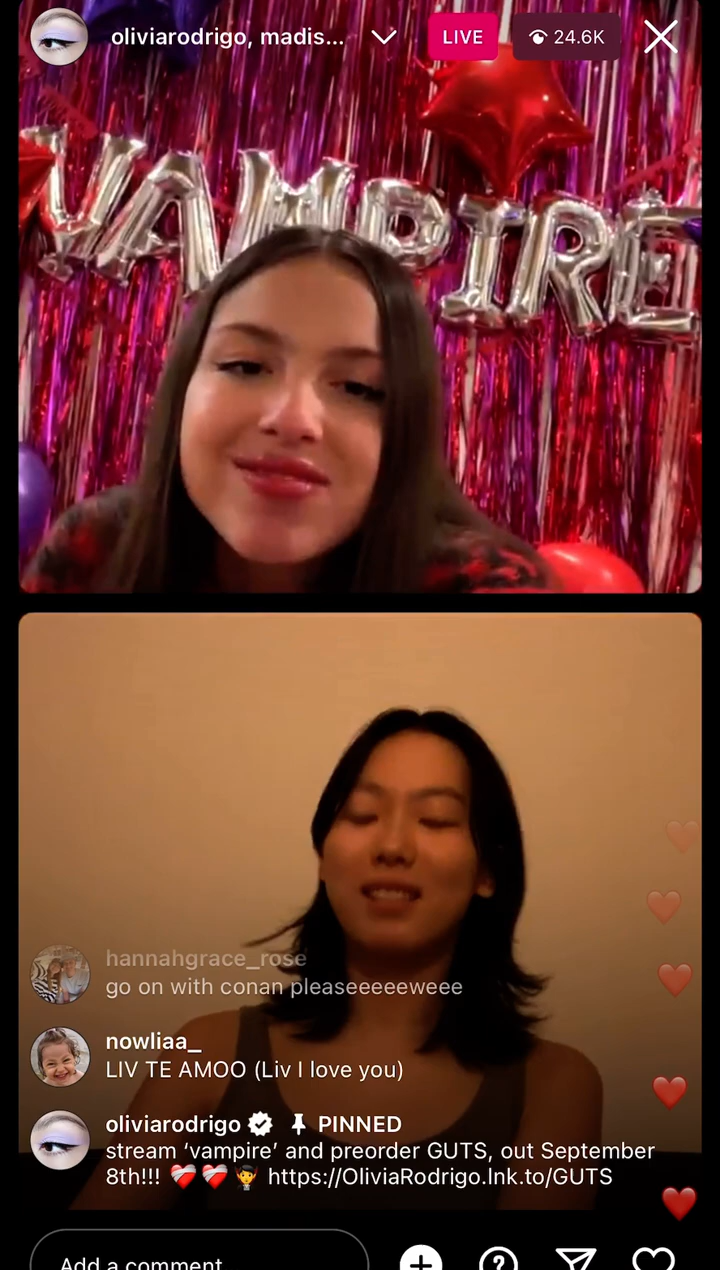 oliviarodrigo, madis...
LIVE
24.6K
VAMPIRE
hannahgrace_rose
go on with conan pleaseeeeeweee
nowliaa_
LIV TE AMOO (Liv I love you)
oliviarodrigo PINNED
stream ‘vampire’ and preorder GUTS, out September
8th!!! ❤️‍🩹❤️‍🩹🧛‍♂️ https://OliviaRodrigo.lnk.to/GUTS
Add a comment